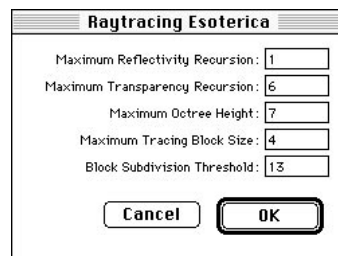 Raytracing Esoterica
Maximum Reflectivity Recursion: 1
Maximum Transparency Recursion: 6
Maximum Octree Height: 7
Maximum Tracing Block Size: 4
Block Subdivision Threshold: 13
Cancel OK